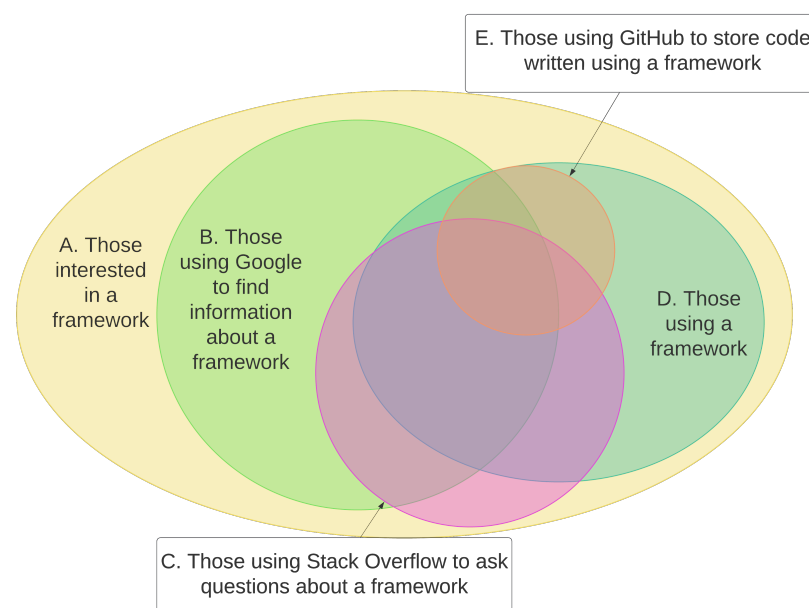 E. Those using GitHub to store code
written using a framework
A. Those
interested
in a
framework
B. Those
using Google
to find
information
about a
framework
D. Those
using a
framework
C. Those using Stack Overflow to ask
questions about a framework